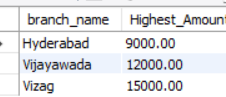 branch_name Highest_Amount
Hyderabad 9000.00
Vijayawada 12000.00
Vizag 15000.00